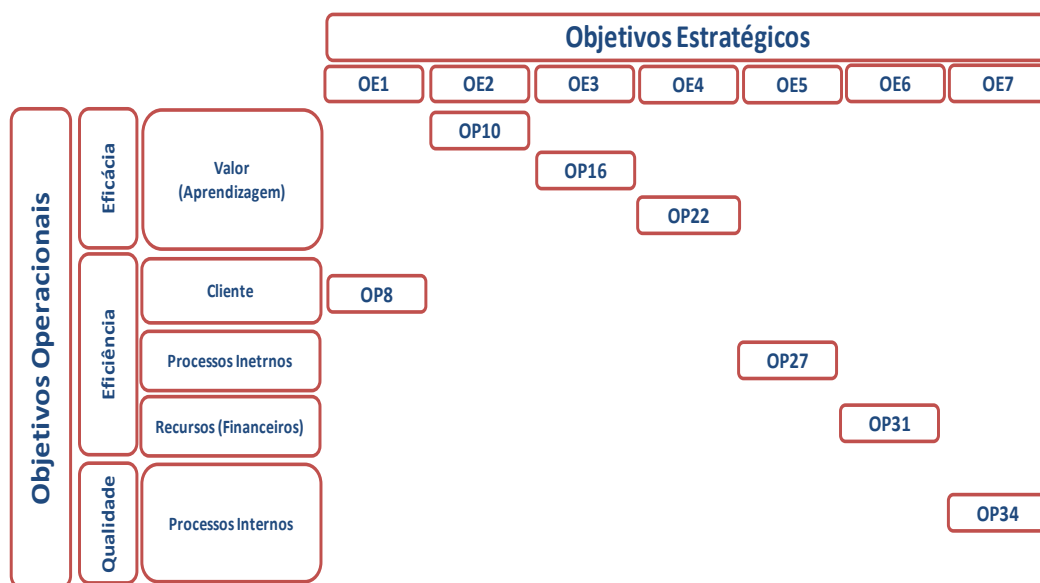 Objetivos Estratégicos
OE1 OE2 OE3 OE4 OE5 OE6 OE7
Objetivos Operacionais
Eficácia
Valor
(Aprendizagem)
OP10
OP16
OP22
Eficiência
Cliente
OP8
Processos Inetrnos
OP27
Recursos (Financeiros)
OP31
Qualidade
Processos Internos
OP34